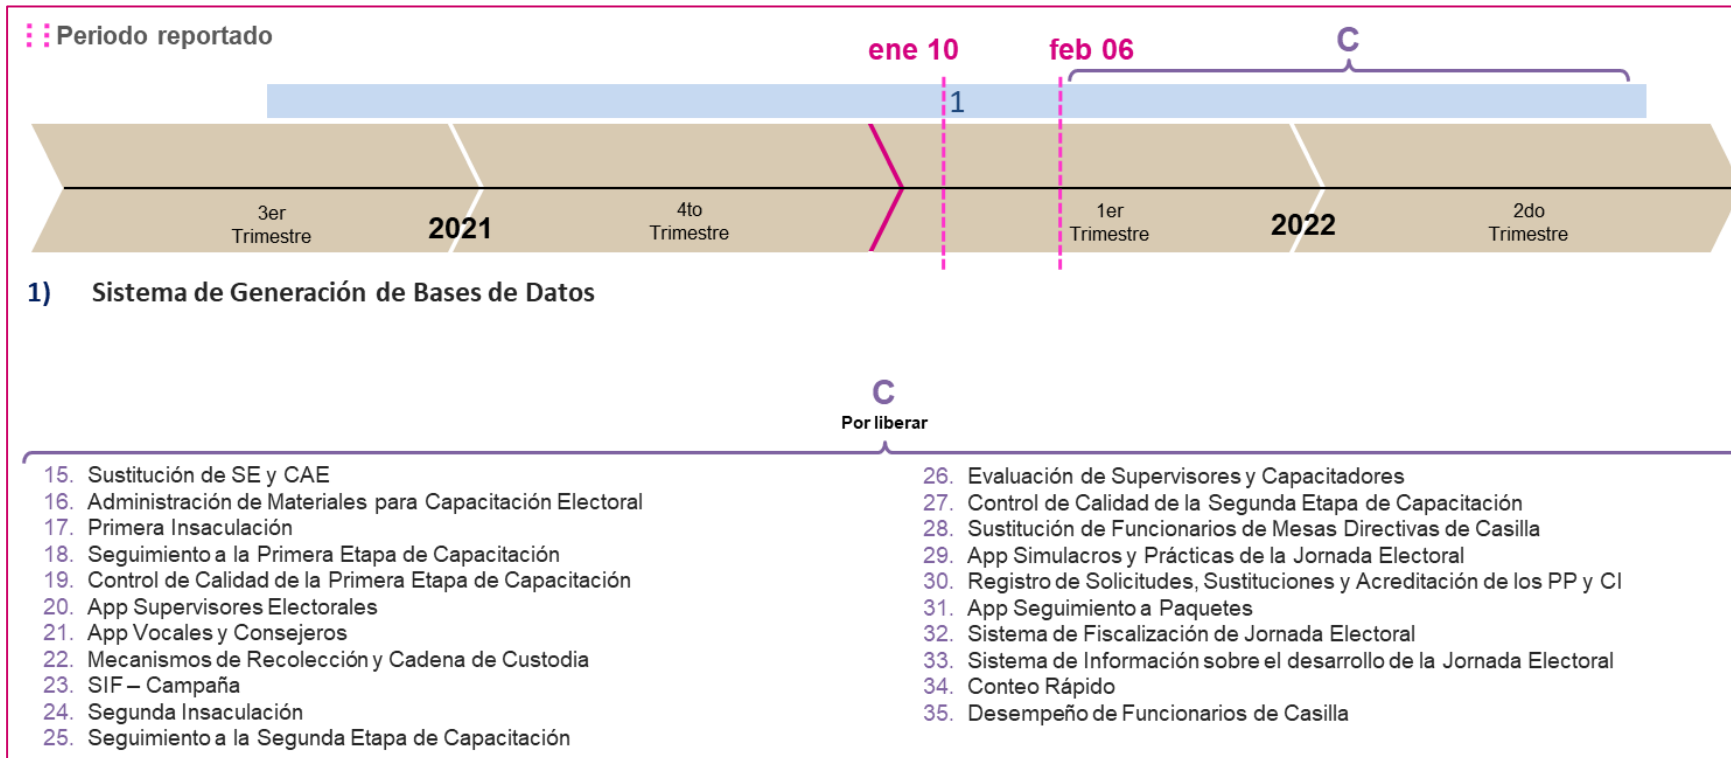 Periodo reportado
ene 10
feb 06
C
1
3er
Trimestre
2021
4to
Trimestre
1er
Trimestre
2022
2do
Trimestre
1) Sistema de Generación de Bases de Datos
C
Por liberar
15. Sustitución de SE y CAE
16. Administración de Materiales para Capacitación Electoral
17. Primera Insaculación
18. Seguimiento a la Primera Etapa de Capacitación
19. Control de Calidad de la Primera Etapa de Capacitación
20. App Supervisores Electorales
21. App Vocales y Consejeros
22. Mecanismos de Recolección y Cadena de Custodia
23. SIF – Campaña
24. Segunda Insaculación
25. Seguimiento a la Segunda Etapa de Capacitación
26. Evaluación de Supervisores y Capacitadores
27. Control de Calidad de la Segunda Etapa de Capacitación
28. Sustitución de Funcionarios de Mesas Directivas de Casilla
29. App Simulacros y Prácticas de la Jornada Electoral
30. Registro de Solicitudes, Sustituciones y Acreditación de los PP y CI
31. App Seguimiento a Paquetes
32. Sistema de Fiscalización de Jornada Electoral
33. Sistema de Información sobre el desarrollo de la Jornada Electoral
34. Conteo Rápido
35. Desempeño de Funcionarios de Casilla